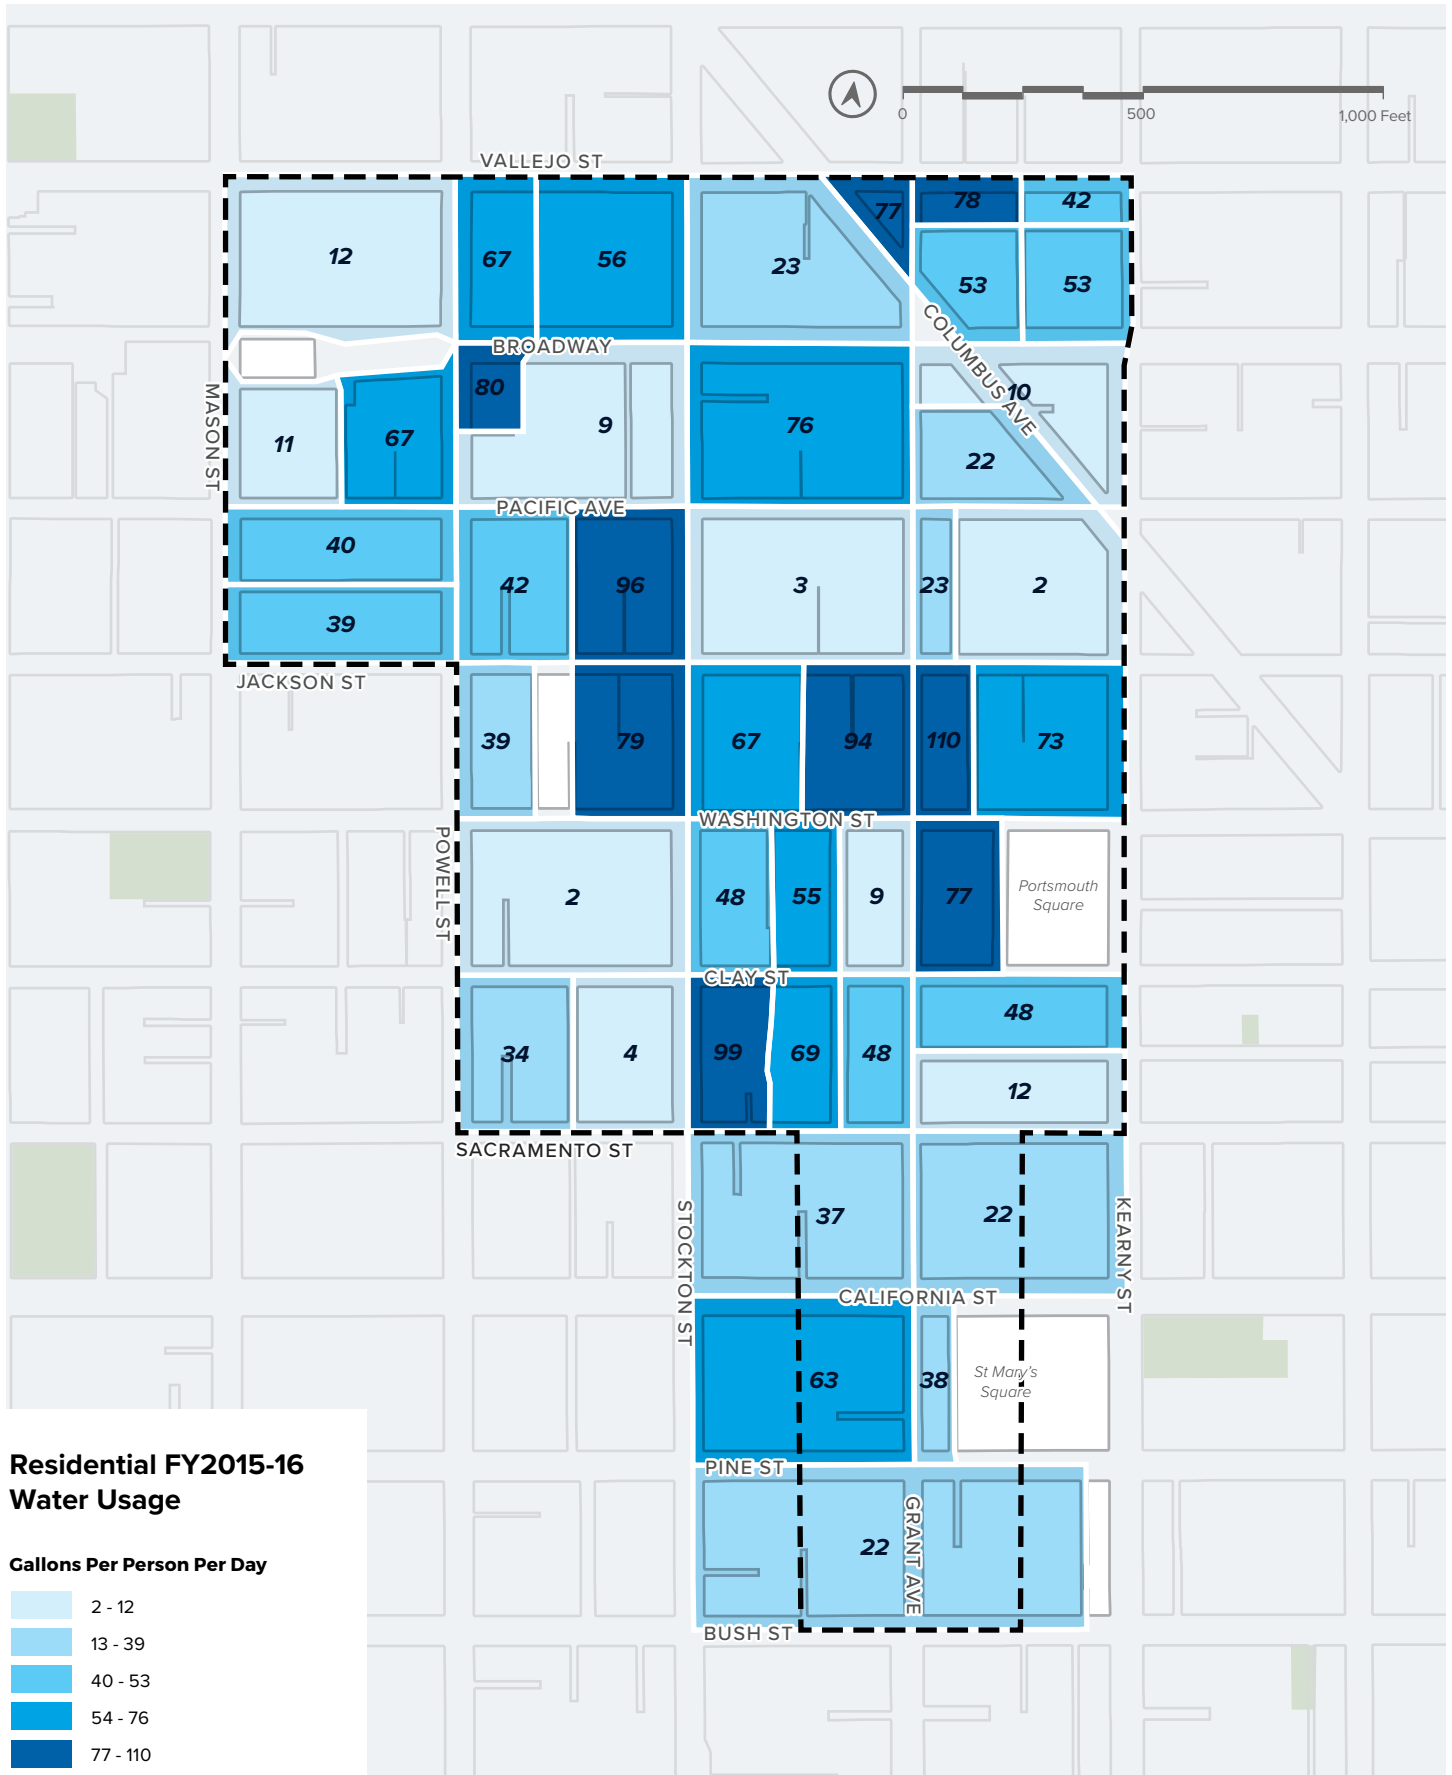 0
500
1,000 Feet
VALLEJO ST
12
67
56
23
77
78
42
53
53
BROADWAY
COLUMBUS AVE
MASON ST
11
67
80
9
76
10
22
PACIFIC AVE
40
39
42
96
3
23
2
JACKSON ST
39
79
67
94
110
73
WASHINGTON ST
POWELL ST
2
48
55
9
77
Portsmouth
Square
CLAY ST
34
4
99
69
48
48
12
SACRAMENTO ST
STOCKTON ST
37
22
KEARNY ST
CALIFORNIA ST
63
38
St Mary's
Square
PINE ST
22
GRANT AVE
BUSH ST
Residential FY2015-16
Water Usage
Gallons Per Person Per Day
2 - 12
13 - 39
40 - 53
54 - 76
77 - 110